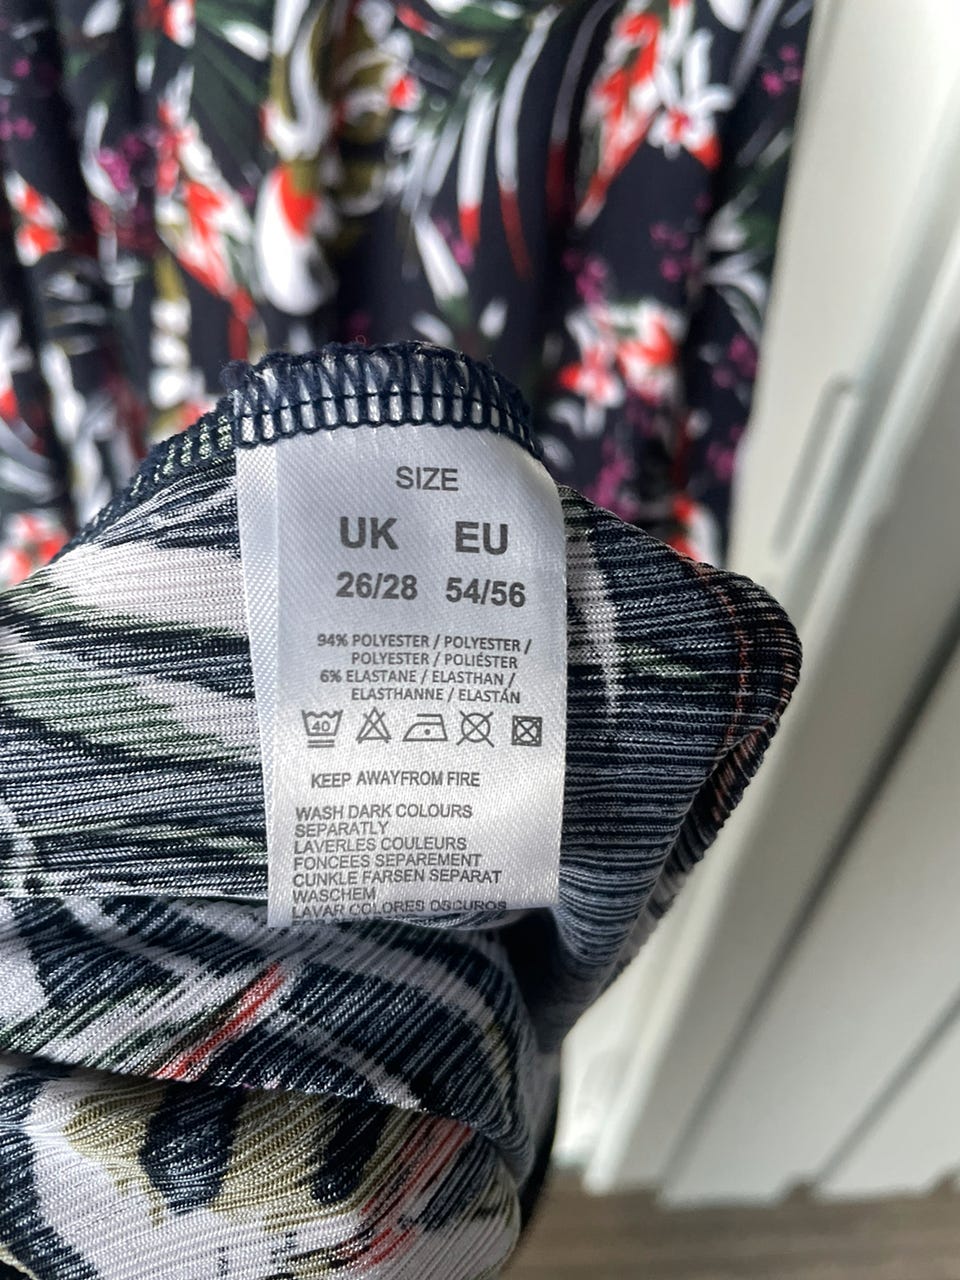 SIZE
UK EU
26/28 54/56
94% POLYESTER / POLYESTER /
POLYESTER / POLIÉSTER
6% ELASTANE / ELASTHAN /
ELASTHANNE / ELASTÁN
40
KEEP AWAYFROM FIRE
WASH DARK COLOURS
SEPARATLY
LAVERLES COULEURS
FONCEES SEPAREMENT
CUNKLE FARSEN SEPARAT
WASCHEM
LAVAR COLORES OSCUROS